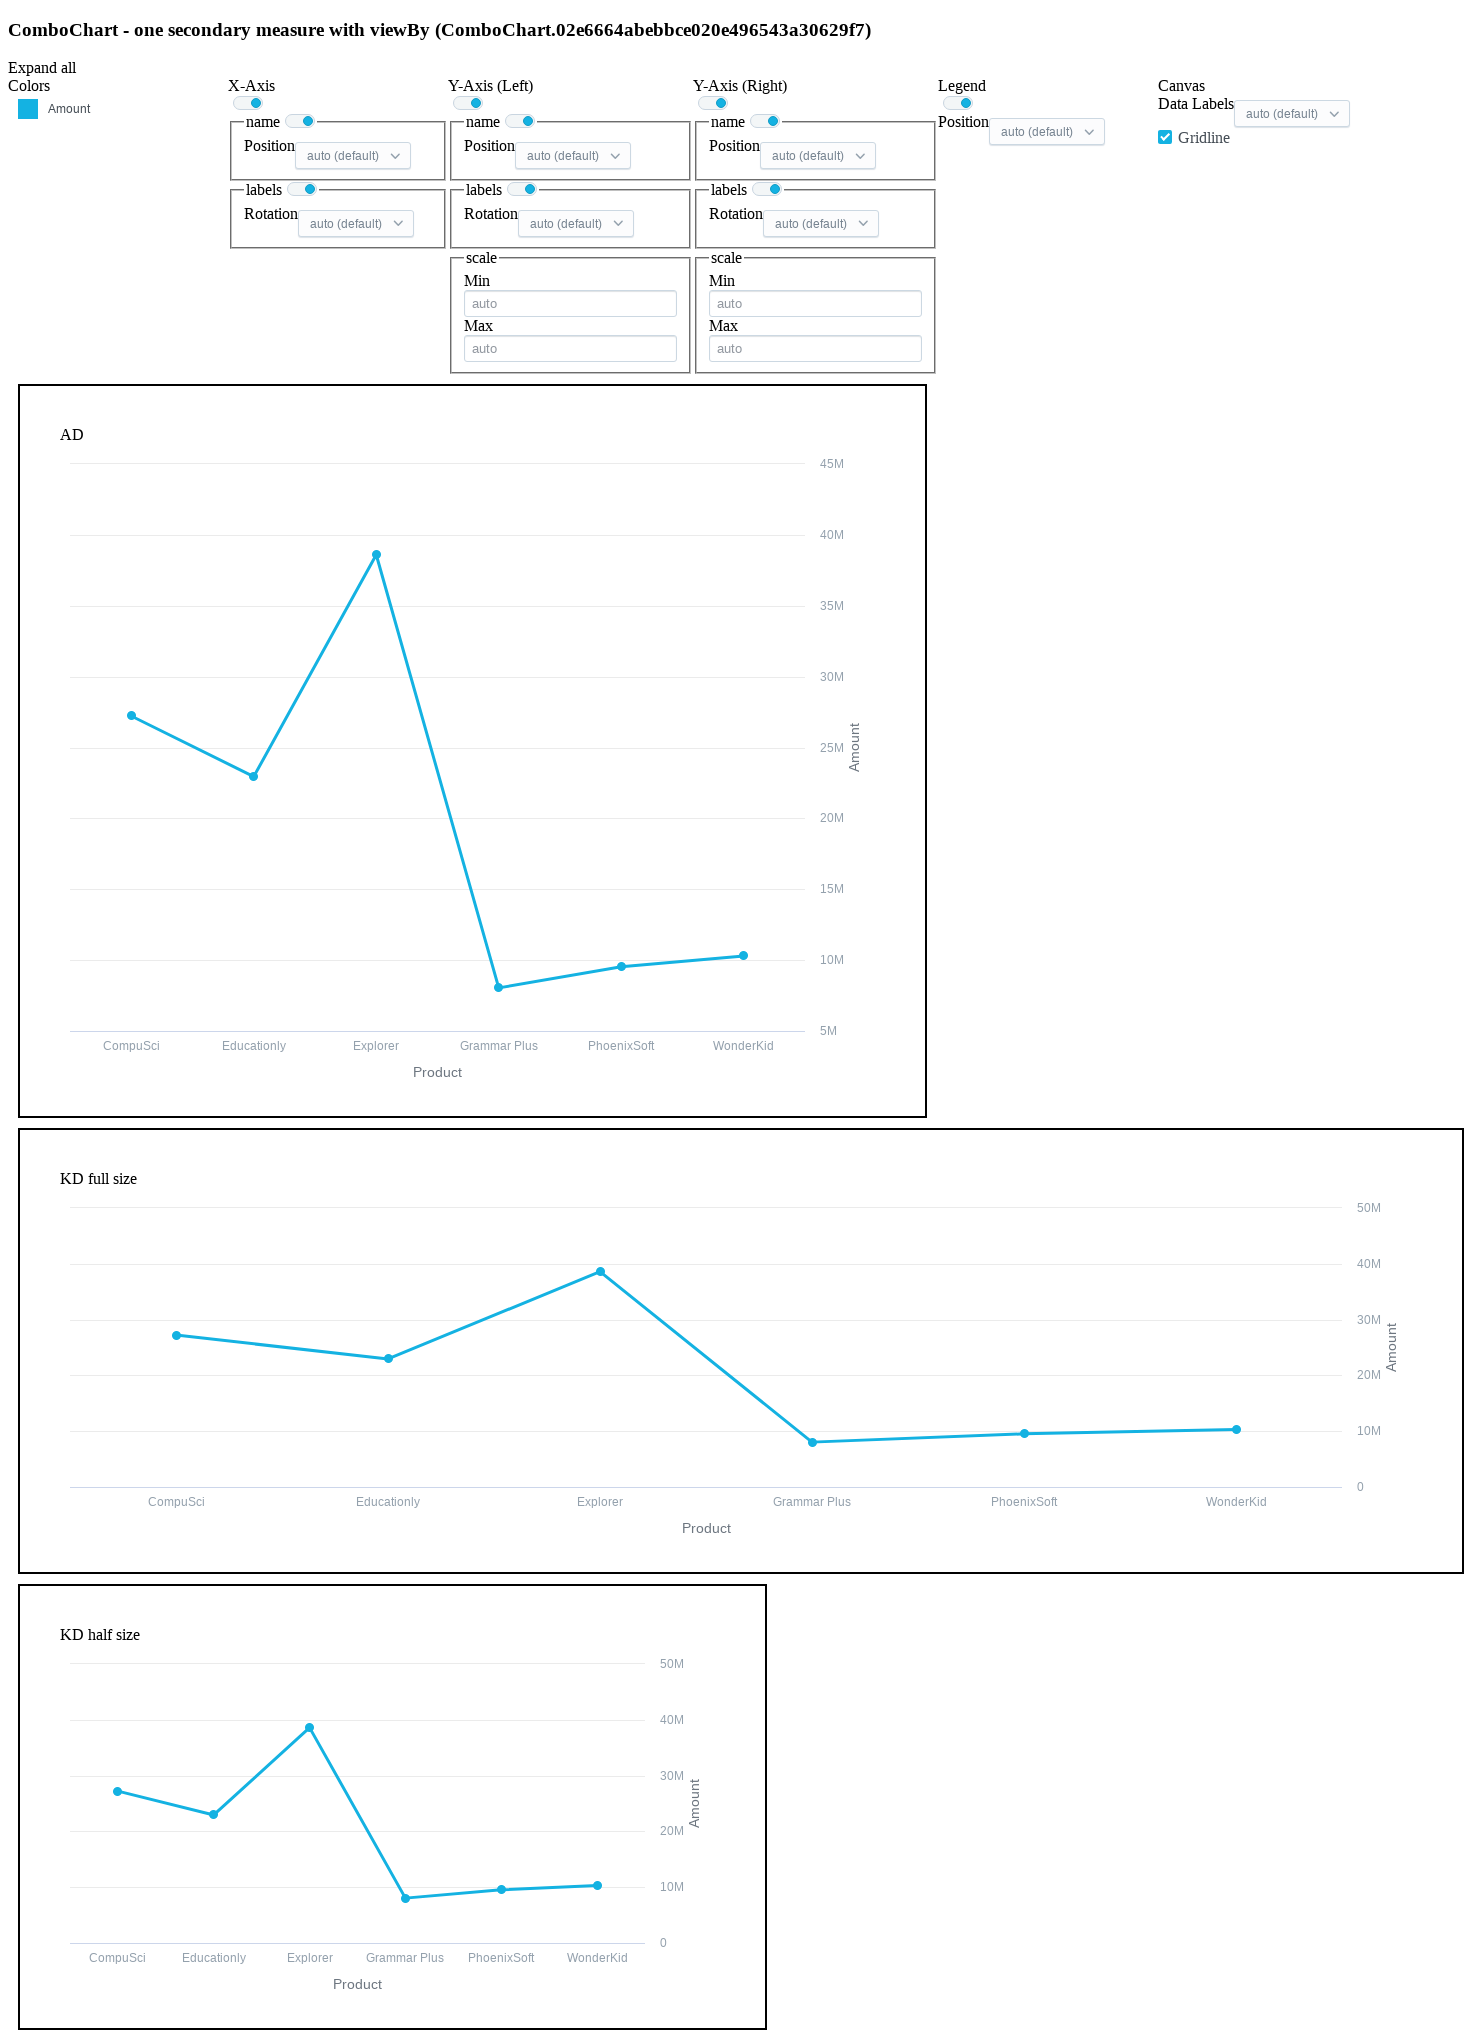 ComboChart - one secondary measure with viewBy (ComboChart.02e6664abebbce020e496543a30629f7)
Expand all
Colors
Amount
X-Axis
name
Position auto (default)
labels
Rotation auto (default)
Y-Axis (Left)
name
Position auto (default)
labels
Rotation auto (default)
scale
Min
auto
Max
auto
Y-Axis (Right)
name
Position auto (default)
labels
Rotation auto (default)
scale
Min
auto
Max
auto
Legend
Position auto (default)
Canvas
Data Labels auto (default)
Gridline
AD
45M
40M
35M
30M
25M
20M
15M
10M
5M
Amount
CompuSci Educationly Explorer Grammar Plus PhoenixSoft WonderKid
Product
KD full size
50M
40M
30M
20M
10M
0
Amount
CompuSci Educationly Explorer Grammar Plus PhoenixSoft WonderKid
Product
KD half size
50M
40M
30M
20M
10M
0
Amount
CompuSci Educationly Explorer Grammar Plus PhoenixSoft WonderKid
Product